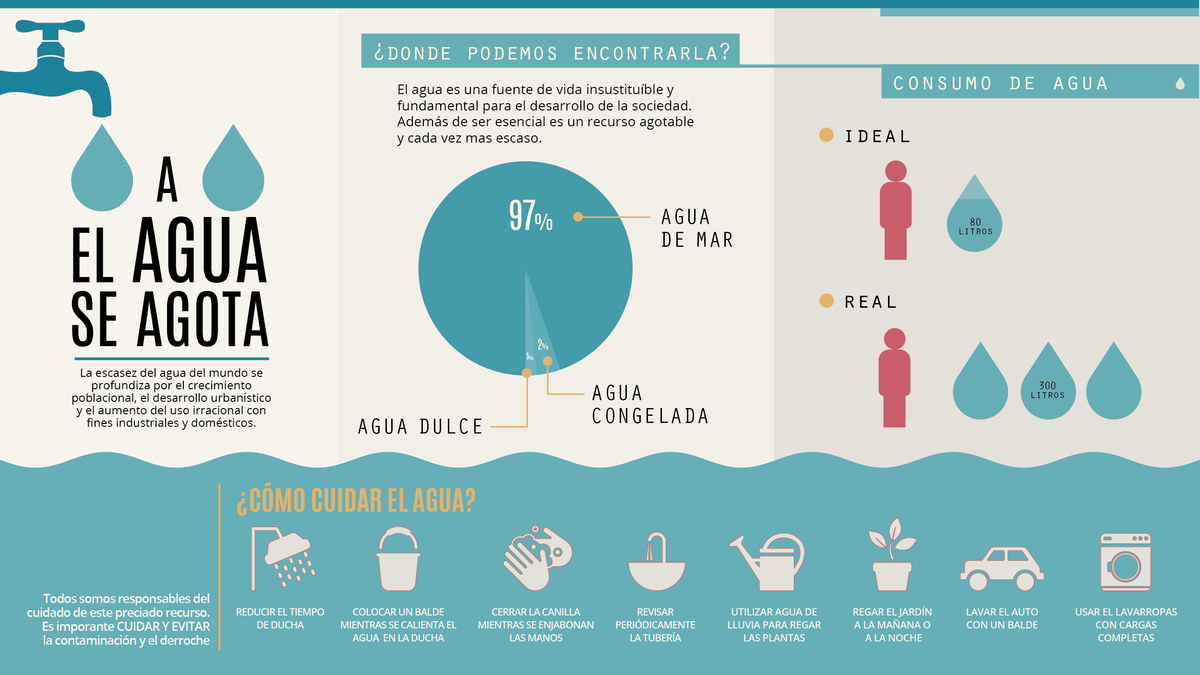 A
EL AGUA
SE AGOTA
La escasez del agua del mundo se
profundiza por el crecimiento
poblacional, el desarrollo urbanístico
y el aumento del uso irracional con
fines industriales y domésticos.
¿DONDE PODEMOS ENCONTRARLA?
El agua es una fuente de vida insustituíble y
fundamental para el desarrollo de la sociedad.
Además de ser esencial es un recurso agotable
y cada vez mas escaso.
97%
AGUA
DE MAR
1%
2%
AGUA
CONGELADA
AGUA DULCE
CONSUMO DE AGUA
IDEAL
80
LITROS
REAL
300
LITROS
Todos somos responsables del
cuidado de este preciado recurso.
Es imporante CUIDAR Y EVITAR
la contaminación y el derroche
¿CÓMO CUIDAR EL AGUA?
REDUCIR EL TIEMPO
DE DUCHA
COLOCAR UN BALDE
MIENTRAS SE CALIENTA EL
AGUA EN LA DUCHA
CERRAR LA CANILLA
MIENTRAS SE ENJABONAN
LAS MANOS
REVISAR
PERIÓDICAMENTE
LA TUBERÍA
UTILIZAR AGUA DE
LLUVIA PARA REGAR
LAS PLANTAS
REGAR EL JARDÍN
A LA MAÑANA O
A LA NOCHE
LAVAR EL AUTO
CON UN BALDE
USAR EL LAVARROPAS
CON CARGAS
COMPLETAS